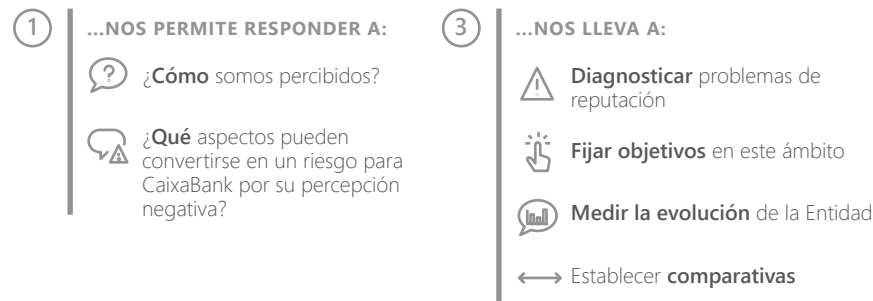 1
...NOS PERMITE RESPONDER A:
¿Cómo somos percibidos?
¿Qué aspectos pueden
convertirse en un riesgo para
CaixaBank por su percepción
negativa?
3
...NOS LLEVA A:
Diagnosticar problemas de
reputación
Fijar objetivos en este ámbito
Medir la evolución de la Entidad
Establecer comparativas